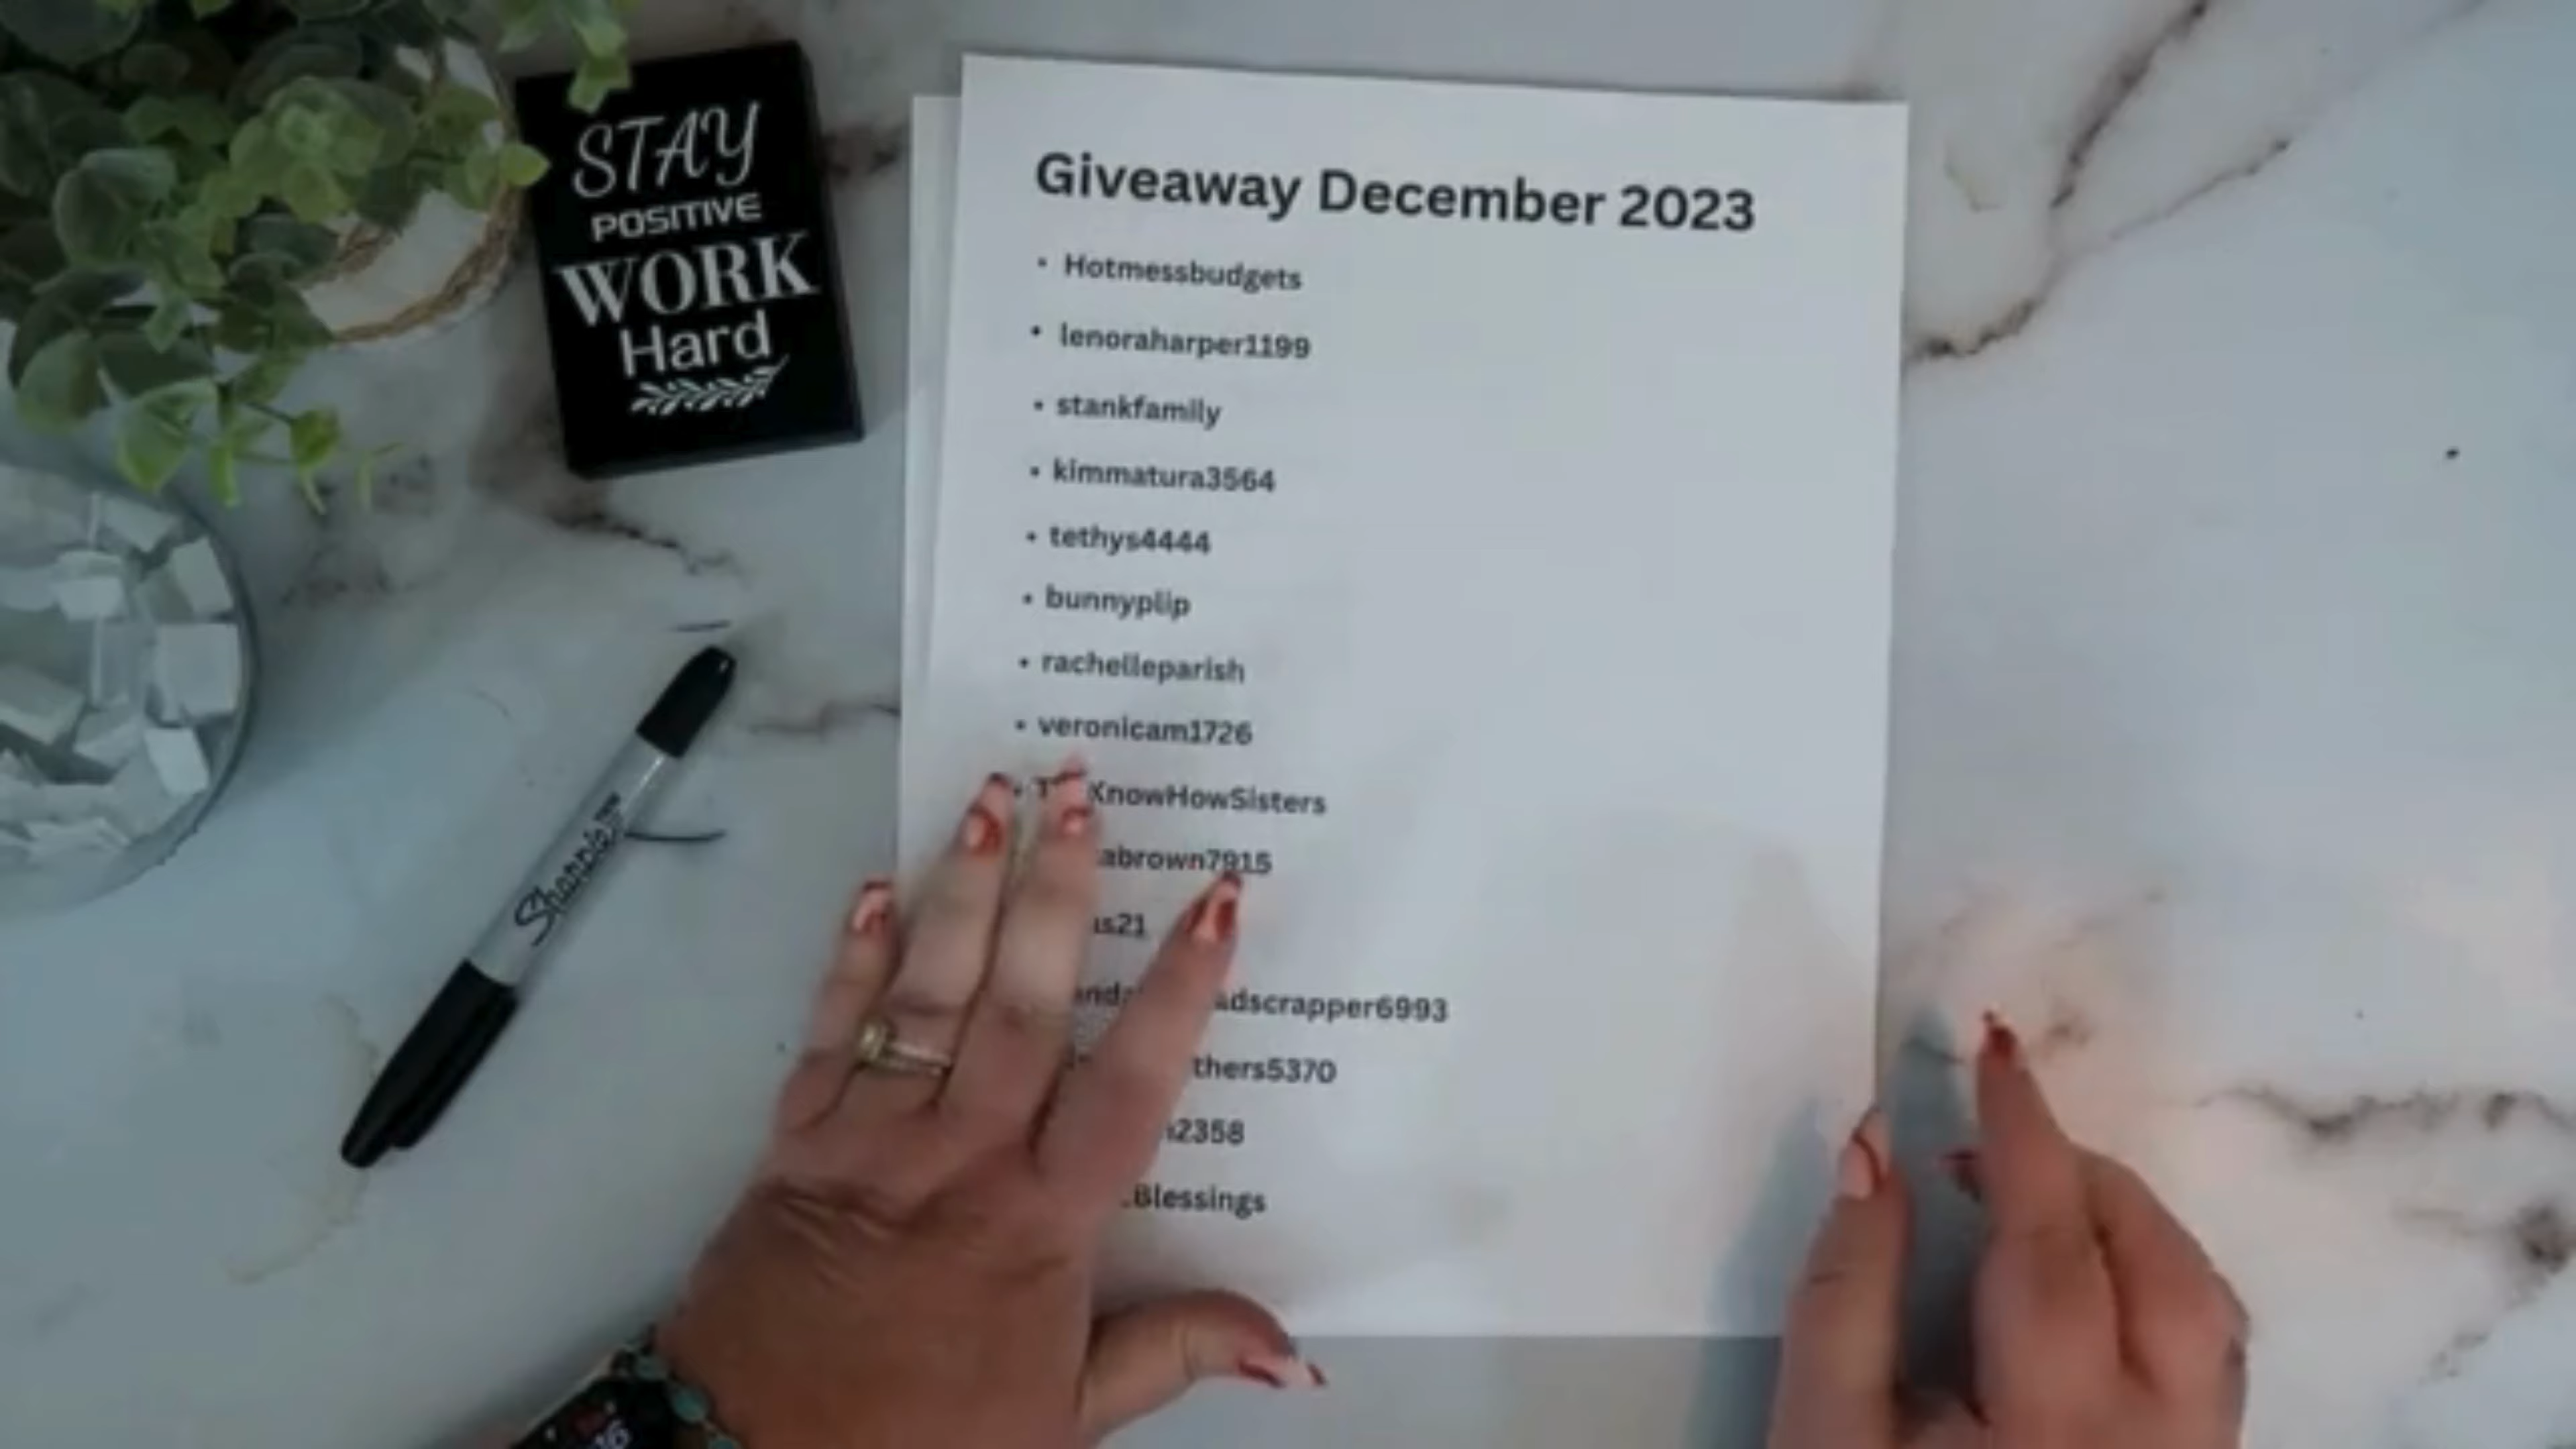 STAY
POSITIVE
WORK
Hard
Giveaway December 2023
• Hotmessbudgets
• lenoraharper1199
• stankfamily
• kimmatura3564
• tethys4444
• bunnyplip
• rachelleparish
• veronicam1726
KnowHowSisters
abrown7915
s21
adscrapper6993
thers5370
2358
Blessings
Sharpie